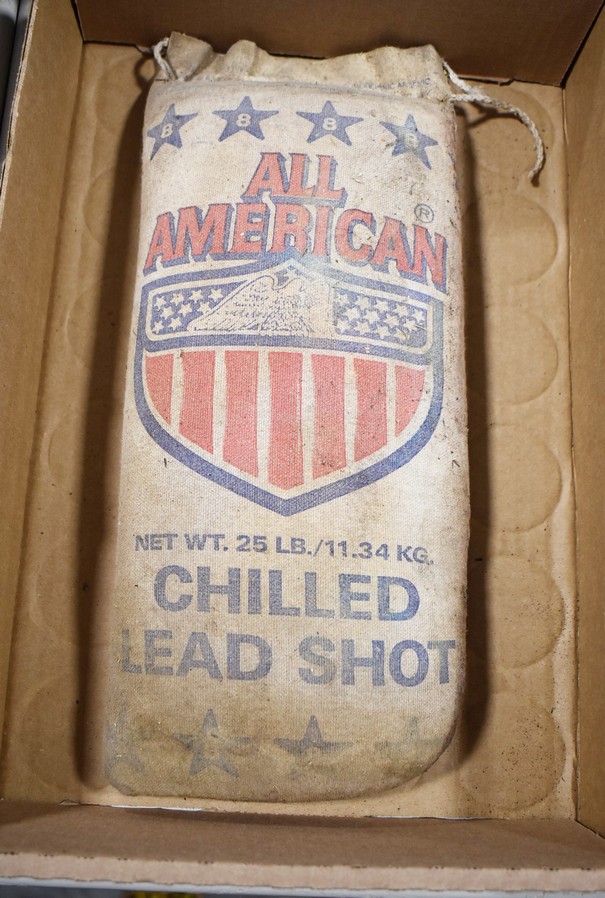 8 8 8 8
ALL
AMERICAN®
NET WT. 25 LB./11.34 KG.
CHILLED
LEAD SHOT